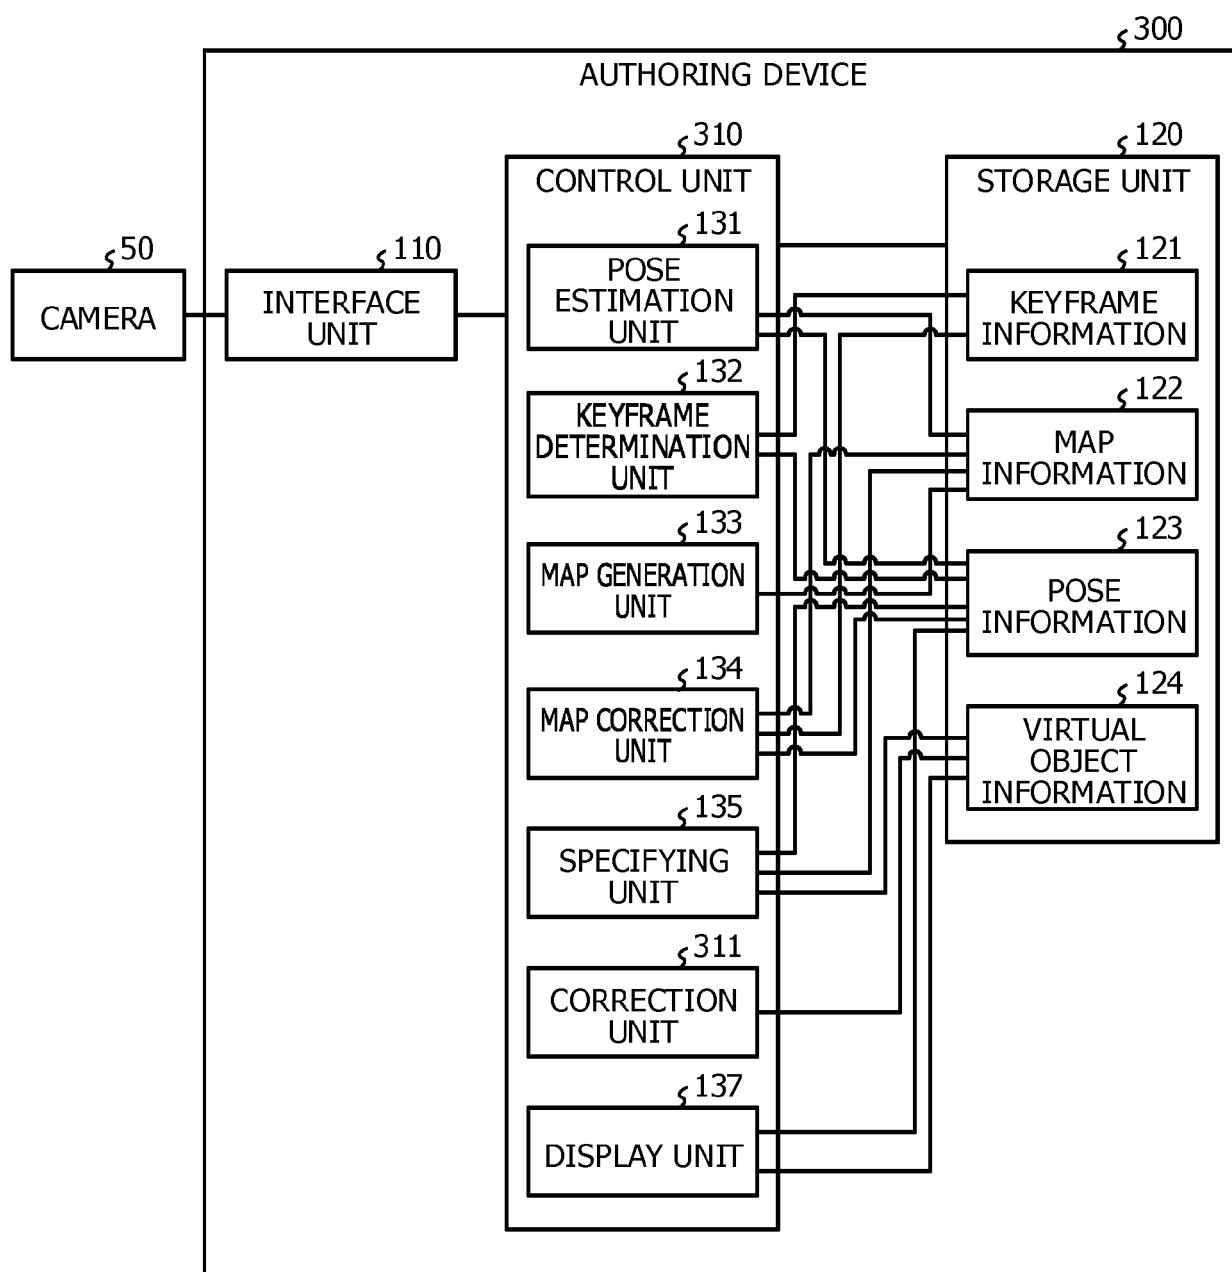 300
AUTHORING DEVICE
310
CONTROL UNIT
120
STORAGE UNIT
50
CAMERA
110
INTERFACE
UNIT
131
POSE
ESTIMATION
UNIT
132
KEYFRAME
DETERMINATION
UNIT
133
MAP GENERATION
UNIT
134
MAP CORRECTION
UNIT
135
SPECIFYING
UNIT
311
CORRECTION
UNIT
137
DISPLAY UNIT
121
KEYFRAME
INFORMATION
122
MAP
INFORMATION
123
POSE
INFORMATION
124
VIRTUAL
OBJECT
INFORMATION